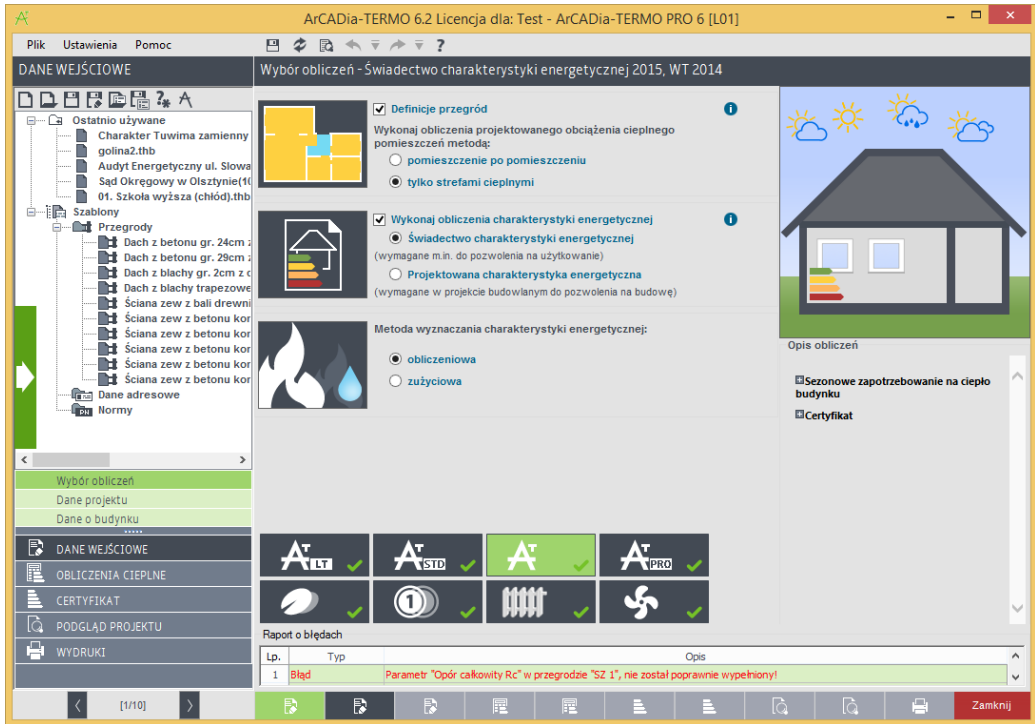 ArCADia-TERMO 6.2 Licencja dla: Test - ArCADia-TERMO PRO 6 [L01]
Plik Ustawienia Pomoc
DANE WEJŚCIOWE
Wybór obliczeń - Świadectwo charakterystyki energetycznej 2015, WT 2014
Ostatnio używane
Charakter Tuwima zamienny
golina2.thb
Audyt Energetyczny ul. Słowa
Sąd Okręgowy w Olsztynie(10
01. Szkoła wyższa (chłód).thb
Szablony
Przegrody
Dach z betonu gr. 24cm z
Dach z betonu gr. 29cm z
Dach z blachy gr. 2cm z c
Dach z blachy trapezowe
Ściana zew z bali drewni
Ściana zew z betonu kor
Ściana zew z betonu kor
Ściana zew z betonu kor
Ściana zew z betonu kor
Ściana zew z betonu kor
Dane adresowe
PN Normy
Wybór obliczeń
Dane projektu
Dane o budynku
DANE WEJŚCIOWE
OBLICZENIA CIEPLNE
CERTYFIKAT
PODGLĄD PROJEKTU
WYDRUKI
[1/10]
Definicje przegród
Wykonaj obliczenia projektowanego obciążenia cieplnego
pomieszczeń metodą:
pomieszczenie po pomieszczeniu
tylko strefami cieplnymi
Wykonaj obliczenia charakterystyki energetycznej
Świadectwo charakterystyki energetycznej
(wymagane m.in. do pozwolenia na użytkowanie)
Projektowana charakterystyka energetyczna
(wymagane w projekcie budowlanym do pozwolenia na budowę)
Metoda wyznaczania charakterystyki energetycznej:
obliczeniowa
zużyciowa
Opis obliczeń
Sezonowe zapotrzebowanie na ciepło
budynku
Certyfikat
AT LT
AT STD
AT
AT PRO
1
Raport o błędach
Lp. Typ Opis
1 Błąd Parametr "Opór całkowity Rc" w przegrodzie "SZ 1", nie został poprawnie wypełniony!
Zamknij